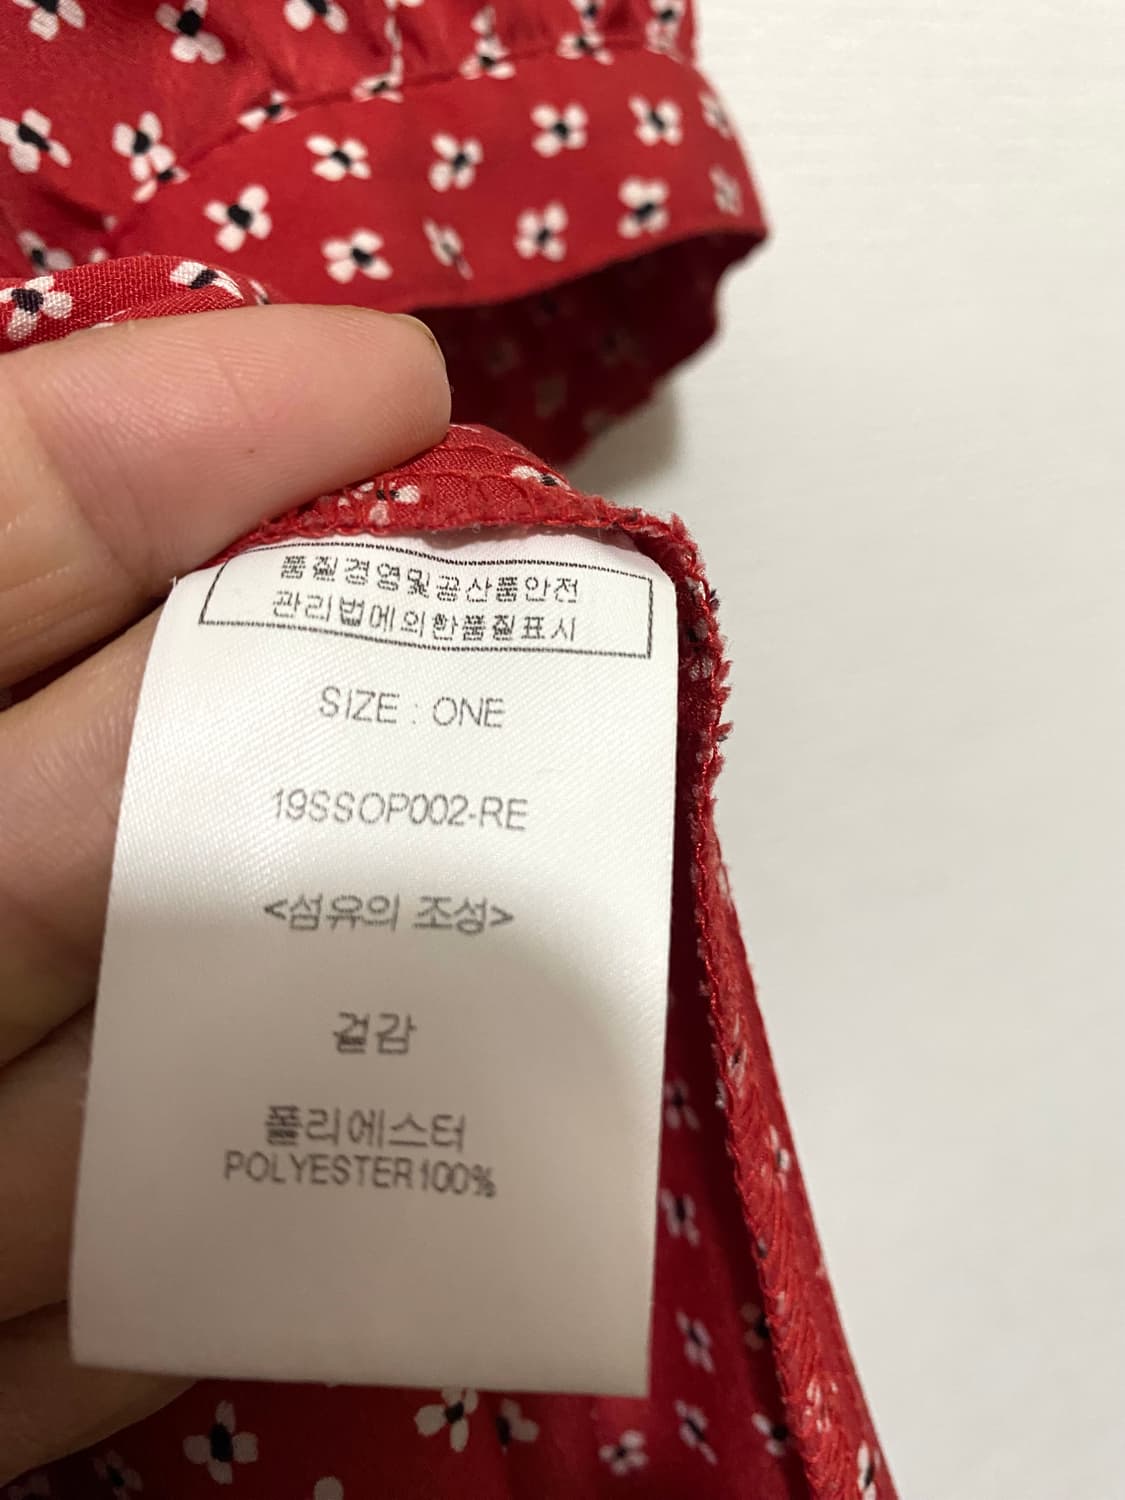 품질경영및공산품안전
관리법에의한품질표시
SIZE : ONE
19SSOP002-RE
<섬유의 조성>
겉감
폴리에스터
POLYESTER100%